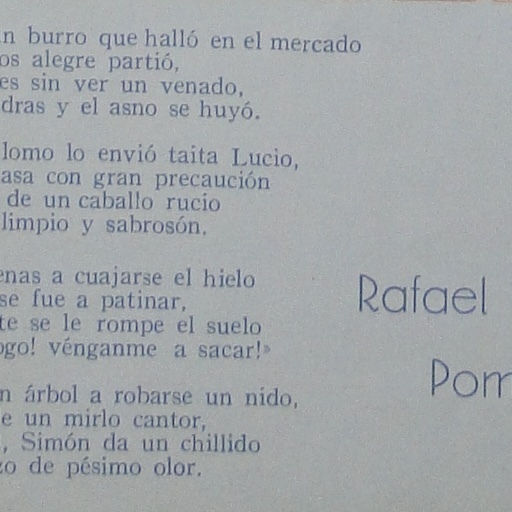 n burro que halló en el mercado
os alegre partió,
es sin ver un venado,
dras y el asno se huyó.
lomo lo envió taita Lucio,
asa con gran precaución
de un caballo rucio
limpio y sabrosón.
enas a cuajarse el hielo
se fue a patinar,
te se le rompe el suelo
ogo! vénganme a sacar!»
n árbol a robarse un nido,
e un mirlo cantor,
, Simón da un chillido
zo de pésimo olor.
Rafael
Pom